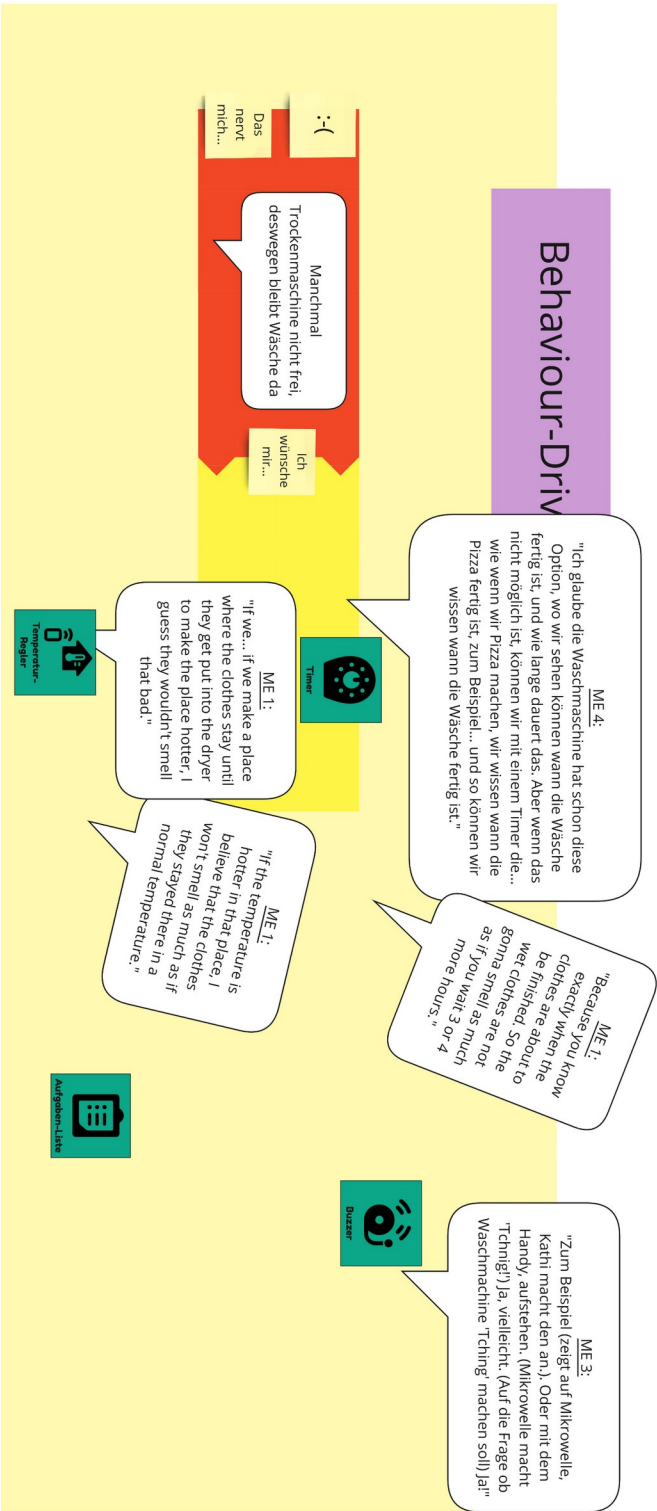 Behaviour-Driv
:-(
Das
nervt
mich...
Manchmal
Trockenmaschine nicht frei,
deswegen bleibt Wäsche da
Ich
wünsche
mir...
ME 4:
"Ich glaube die Waschmaschine hat schon diese
Option, wo wir sehen können wann die Wäsche
fertig ist, und wie lange dauert das. Aber wenn das
nicht möglich ist, können wir mit einem Timer die...
wie wenn wir Pizza machen, wir wissen wann die
Pizza fertig ist, zum Beispiel... und so können wir
wissen wann die Wäsche fertig ist."
Timer
ME 1:
"If we... if we make a place
where the clothes stay until
they get put into the dryer
to make the place hotter, I
guess they wouldn't smell
that bad."
Temperatur-
Regler
ME 1:
"Because you know
exactly when the
clothes are about to
be finished. So the
wet clothes are not
gonna smell as much
as if you wait 3 or 4
more hours."
ME 1:
"If the temperature is
hotter in that place, I
believe that the clothes
won't smell as much as if
they stayed there in a
normal temperature."
Aufgaben-Liste
ME 3:
"Zum Beispiel (zeigt auf Mikrowelle,
Kathi macht den an.). Oder mit dem
Handy, aufstehen. (Mikrowelle macht
'Tchnig!') Ja, vielleicht. (Auf die Frage ob
Waschmachine 'Tching' machen soll) Ja!"
Buzzer